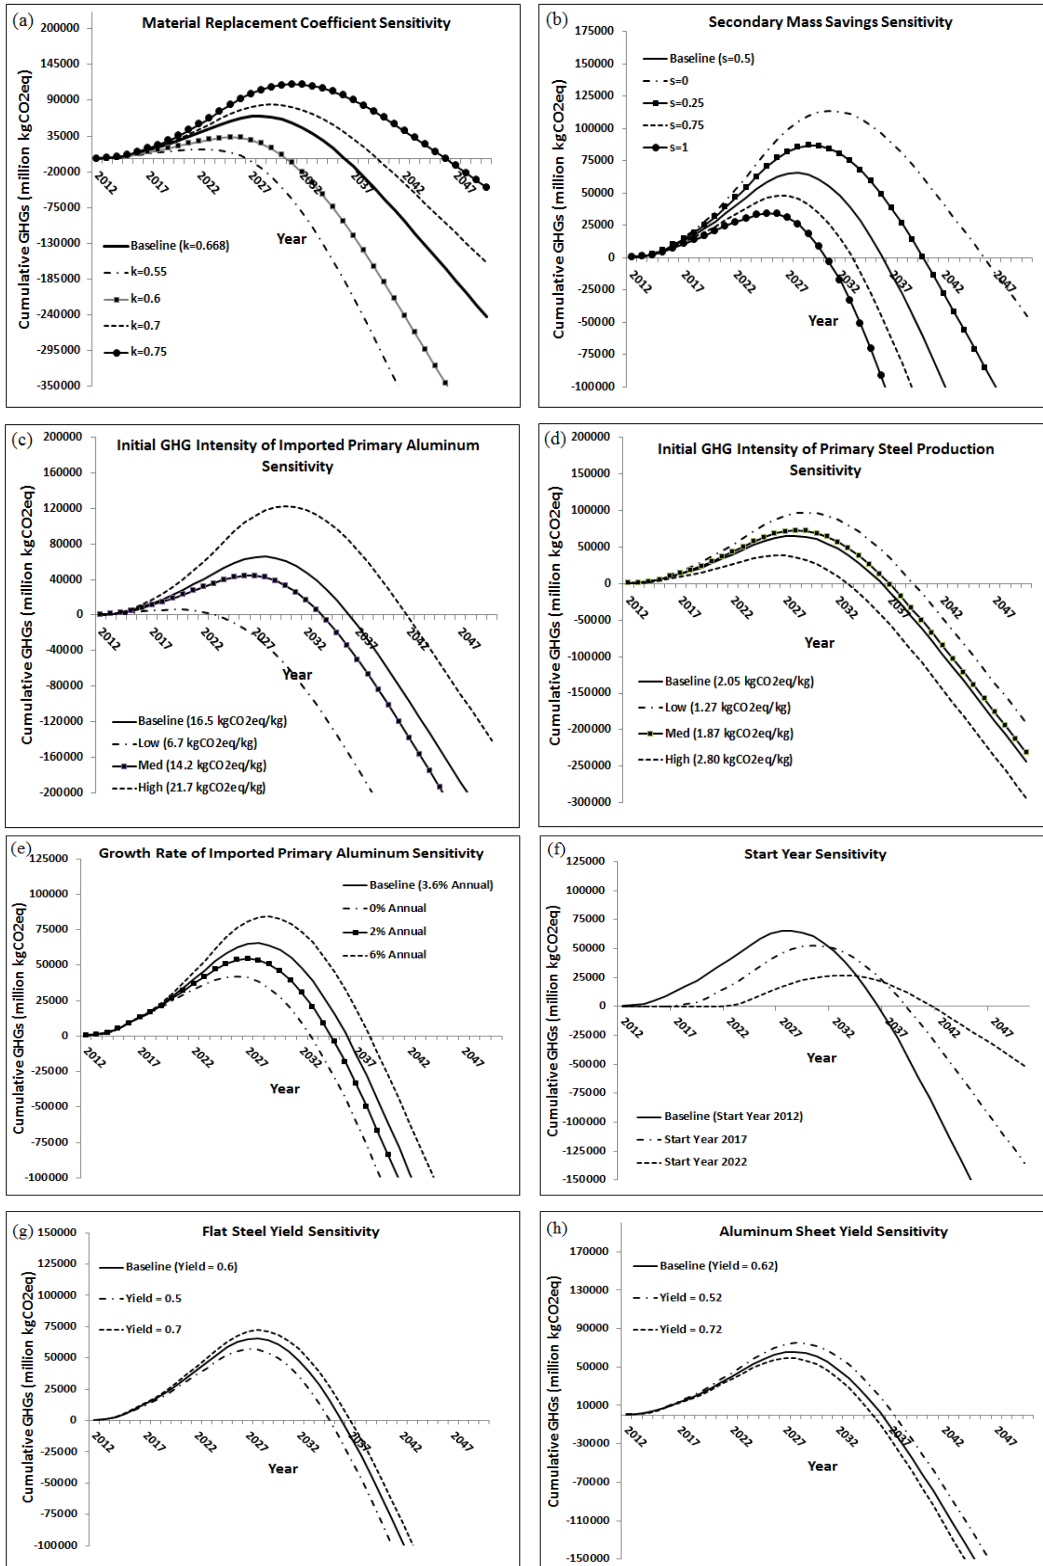 (a)
Material Replacement Coefficient Sensitivity
Cumulative GHGs (million kgCO2eq)
200000
145000
90000
35000
-20000
-75000
-130000
-185000
-240000
-295000
-350000
2012
2017
2022
2027
2032
2037
2042
2047
Year
Baseline (k=0.668)
k=0.55
k=0.6
k=0.7
k=0.75
(b)
Secondary Mass Savings Sensitivity
Cumulative GHGs (million kgCO2eq)
175000
150000
125000
100000
75000
50000
25000
0
-25000
-50000
-75000
-100000
Baseline (s=0.5)
s=0
s=0.25
s=0.75
s=1
2012
2017
2022
2027
2032
2037
2042
2047
Year
(c)
Initial GHG Intensity of Imported Primary Aluminum
Sensitivity
Cumulative GHGs (million kgCO2eq)
200000
160000
120000
80000
40000
0
-40000
-80000
-120000
-160000
-200000
2012
2017
2022
2027
2032
2037
2042
2047
Year
Baseline (16.5 kgCO2eq/kg)
Low (6.7 kgCO2eq/kg)
Med (14.2 kgCO2eq/kg)
High (21.7 kgCO2eq/kg)
(d)
Initial GHG Intensity of Primary Steel Production
Sensitivity
Cumulative GHGs (million kgCO2eq)
200000
150000
100000
50000
0
-50000
-100000
-150000
-200000
-250000
-300000
2012
2017
2022
2027
2032
2037
2042
2047
Year
Baseline (2.05 kgCO2eq/kg)
Low (1.27 kgCO2eq/kg)
Med (1.87 kgCO2eq/kg)
High (2.80 kgCO2eq/kg)
(e)
Growth Rate of Imported Primary Aluminum Sensitivity
Cumulative GHGs (million kgCO2eq)
125000
100000
75000
50000
25000
0
-25000
-50000
-75000
-100000
Baseline (3.6% Annual)
0% Annual
2% Annual
6% Annual
2012
2017
2022
2027
2032
2037
2042
2047
Year
(f)
Start Year Sensitivity
Cumulative GHGs (million kgCO2eq)
125000
100000
75000
50000
25000
0
-25000
-50000
-75000
-100000
-125000
-150000
2012
2017
2022
2027
2032
2037
2042
2047
Year
Baseline (Start Year 2012)
Start Year 2017
Start Year 2022
(g)
Flat Steel Yield Sensitivity
Cumulative GHGs (million kgCO2eq)
150000
125000
100000
75000
50000
25000
0
-25000
-50000
-75000
-100000
Baseline (Yield = 0.6)
Yield = 0.5
Yield = 0.7
2012
2017
2022
2027
2032
2037
2042
2047
Year
(h)
Aluminum Sheet Yield Sensitivity
Cumulative GHGs (million kgCO2eq)
170000
130000
90000
50000
10000
-30000
-70000
-110000
-150000
Baseline (Yield = 0.62)
Yield = 0.52
Yield = 0.72
2012
2017
2022
2027
2032
2037
2042
2047
Year